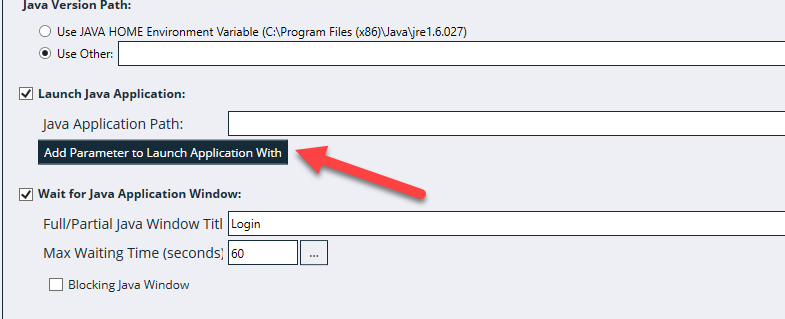 Java Version Path:
Use JAVA HOME Environment Variable (C:\Program Files (x86)\Java\jre1.6.027)
Use Other:
Launch Java Application:
Java Application Path:
Add Parameter to Launch Application With
Wait for Java Application Window:
Full/Partial Java Window Titl Login
Max Waiting Time (seconds) 60 ...
Blocking Java Window